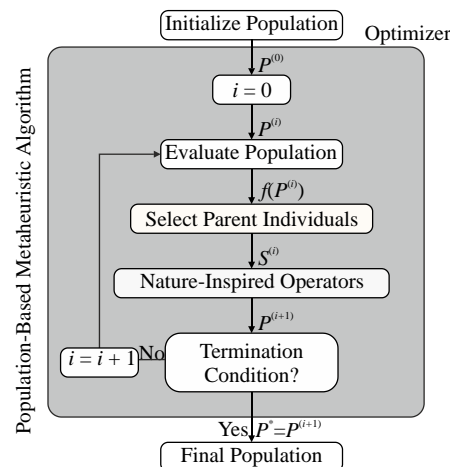 Initialize Population
Optimizer
P^(0)
i = 0
P^(i)
Evaluate Population
f(P^(i))
Select Parent Individuals
S^(i)
Nature-Inspired Operators
P^(i+1)
Termination
Condition?
No
i = i + 1
Yes P^*=P^(i+1)
Final Population
Population-Based Metaheuristic Algorithm